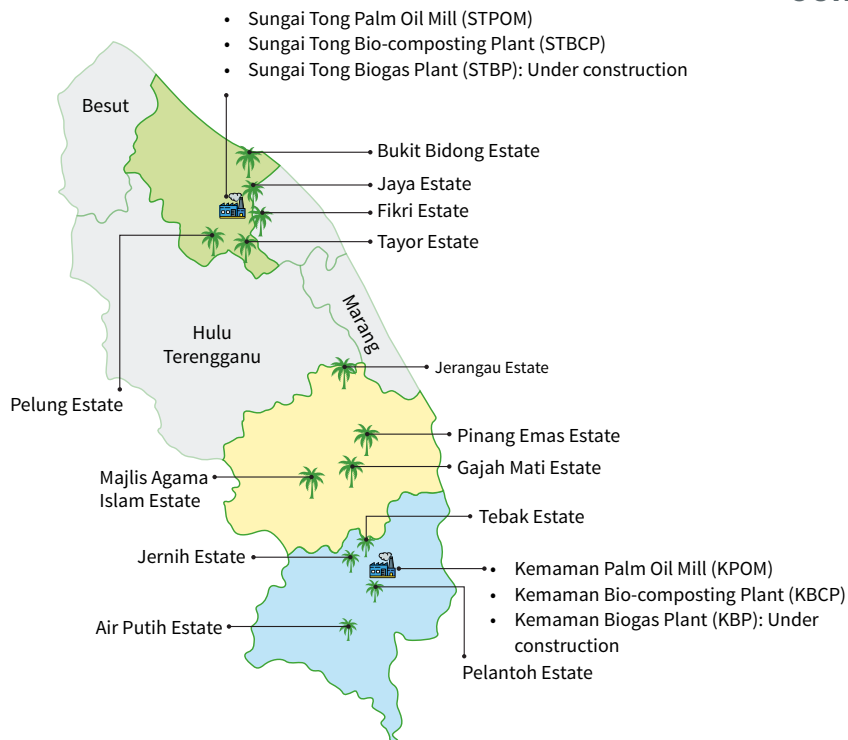 • Sungai Tong Palm Oil Mill (STPOM)
• Sungai Tong Bio-composting Plant (STBCP)
• Sungai Tong Biogas Plant (STBP): Under construction
Besut
Bukit Bidong Estate
Jaya Estate
Fikri Estate
Tayor Estate
Marang
Hulu
Terengganu
Jerangau Estate
Pelung Estate
Pinang Emas Estate
Gajah Mati Estate
Majlis Agama
Islam Estate
Tebak Estate
Jernih Estate
• Kemaman Palm Oil Mill (KPOM)
• Kemaman Bio-composting Plant (KBCP)
• Kemaman Biogas Plant (KBP): Under
construction
Air Putih Estate
Pelantoh Estate